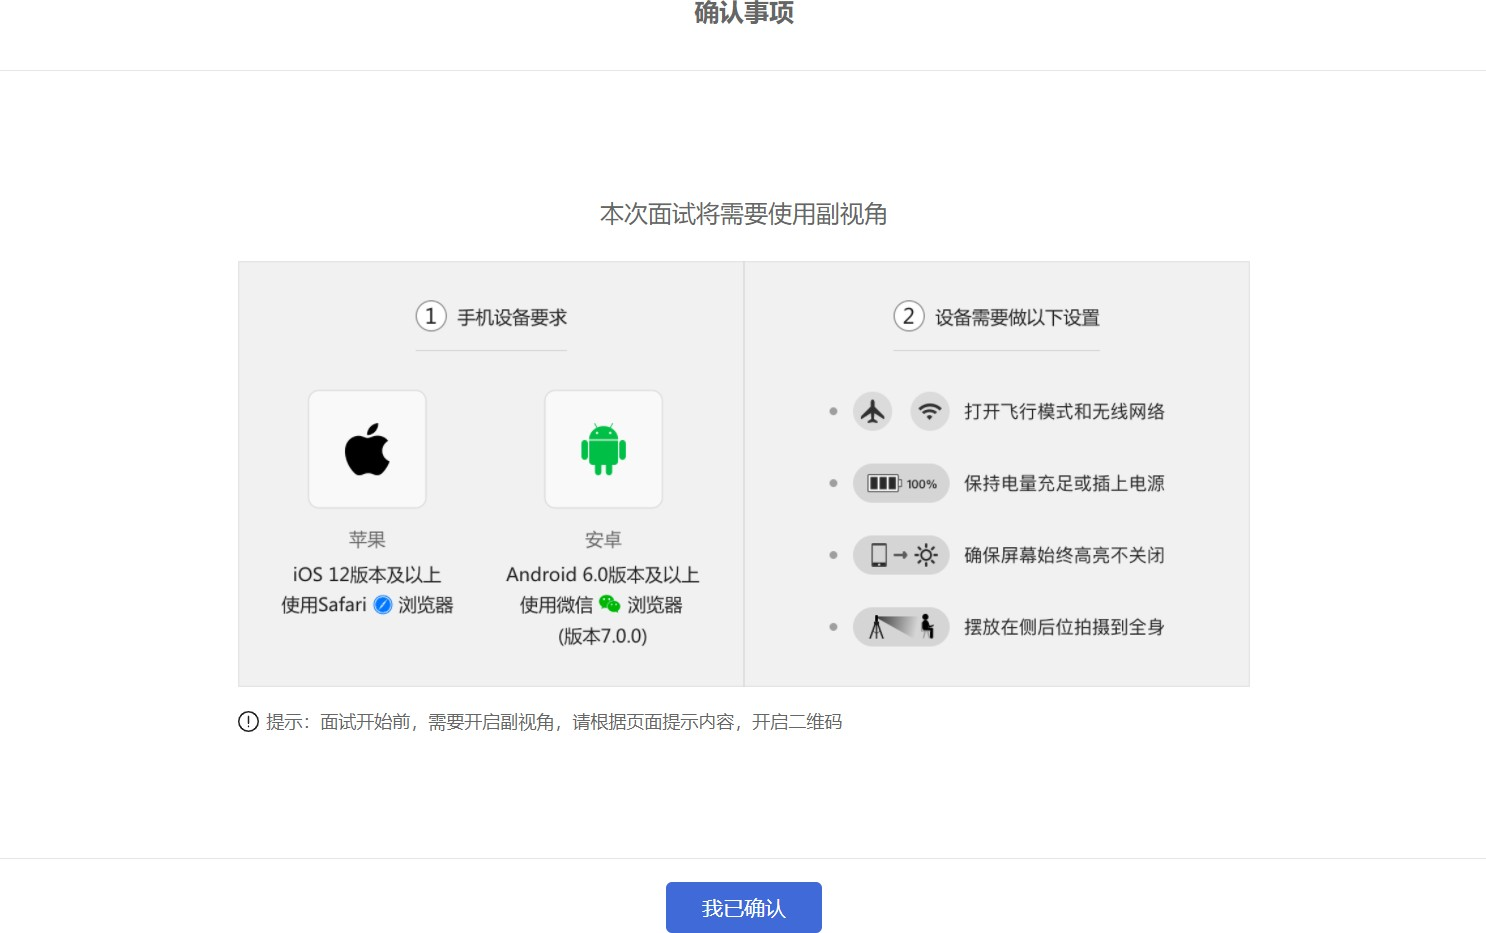 确认事项
本次面试将需要使用副视角
1 手机设备要求
苹果
iOS 12版本及以上
使用Safari 浏览器
安卓
Android 6.0版本及以上
使用微信 浏览器
(版本7.0.0)
2 设备需要做以下设置
打开飞行模式和无线网络
100% 保持电量充足或插上电源
确保屏幕始终高亮不关闭
摆放在侧后位拍摄到全身
提示：面试开始前，需要开启副视角，请根据页面提示内容，开启二维码
我已确认